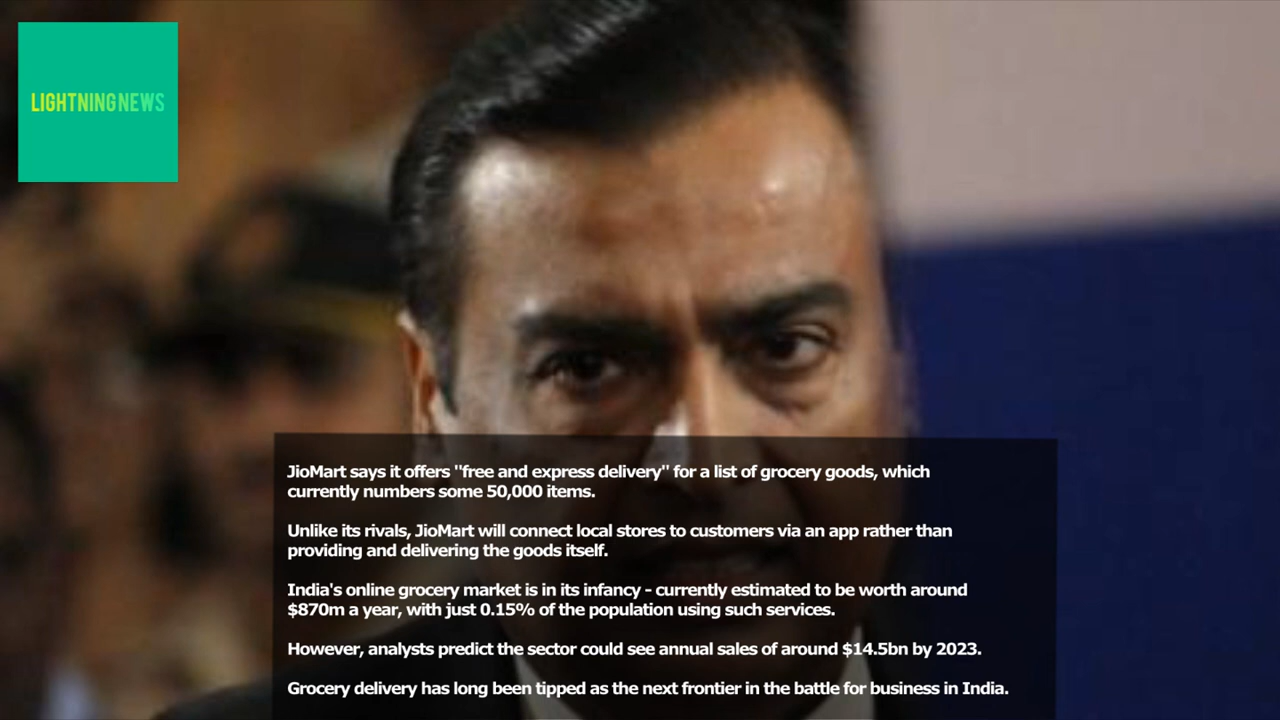 LIGHTNINGNEWS
JioMart says it offers "free and express delivery" for a list of grocery goods, which
currently numbers some 50,000 items.
Unlike its rivals, JioMart will connect local stores to customers via an app rather than
providing and delivering the goods itself.
India's online grocery market is in its infancy - currently estimated to be worth around
$870m a year, with just 0.15% of the population using such services.
However, analysts predict the sector could see annual sales of around $14.5bn by 2023.
Grocery delivery has long been tipped as the next frontier in the battle for business in India.